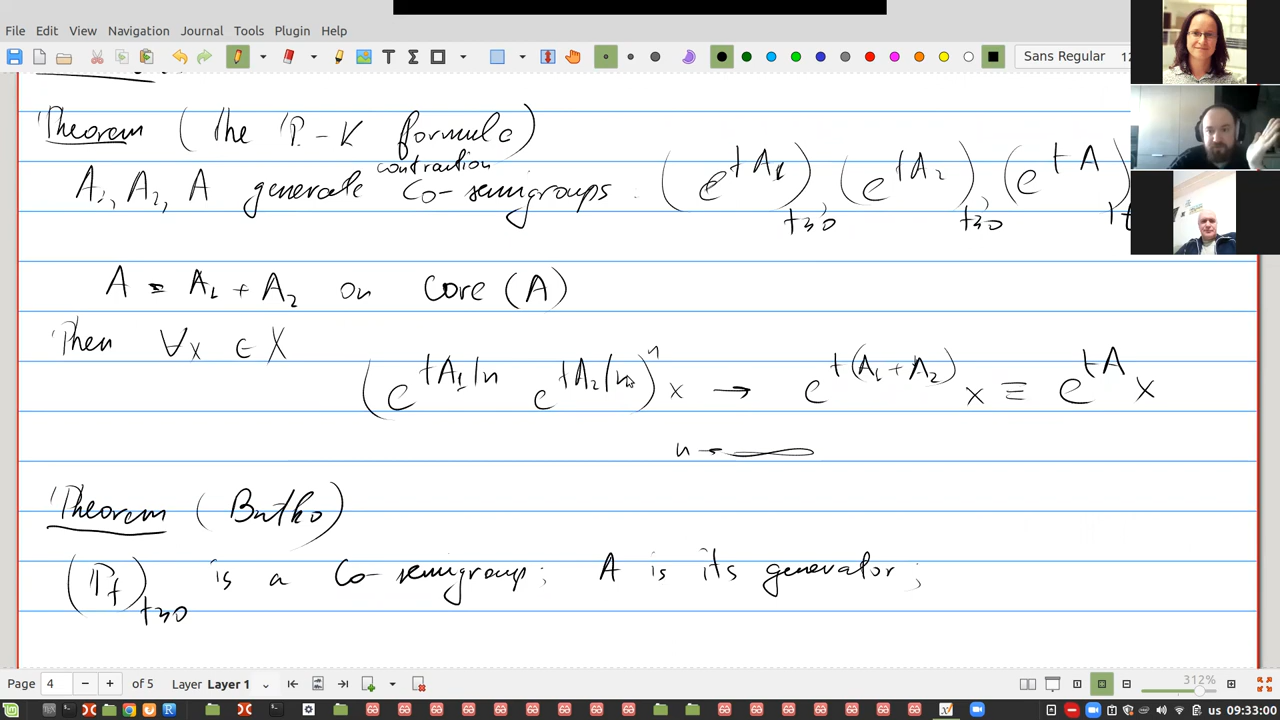 File Edit View Navigation Journal Tools Plugin Help
Sans Regular 12
Theorem (the T-K formula)
contraction
A₁, A₂, A generate C₀-semigroups : (e^{tA₁})_{t≥0}, (e^{tA₂})_{t≥0}, (e^{tA})
A = A₁ + A₂ on core (A)
Then ∀x ∈ X
(e^{tA₁/n} e^{tA₂/n})^n x → e^{t(A₁+A₂)} x ≡ e^{tA} x
n → ∞
Theorem (Butko)
(T_t)_{t≥0} is a C₀-semigroup; A is its generator;
Page 4 of 5 Layer Layer 1 312%
us 09:33:00